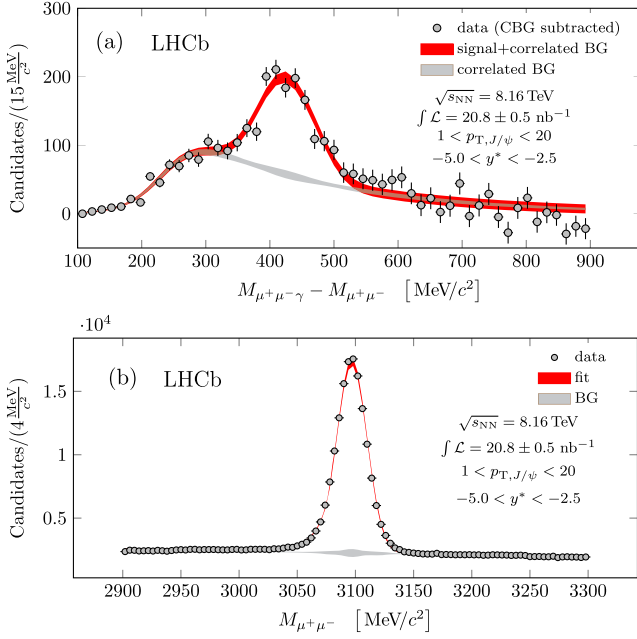 300
200
100
0
Candidates/(15 MeV/c²)
(a) LHCb
data (CBG subtracted)
signal+correlated BG
correlated BG
√sNN = 8.16 TeV
∫ L = 20.8 ± 0.5 nb⁻¹
1 < pT,J/ψ < 20
−5.0 < y* < −2.5
100 200 300 400 500 600 700 800 900
Mμ+μ−γ − Mμ+μ− [MeV/c²]
·10⁴
1.5
1
0.5
Candidates/(4 MeV/c²)
(b) LHCb
data
fit
BG
√sNN = 8.16 TeV
∫ L = 20.8 ± 0.5 nb⁻¹
1 < pT,J/ψ < 20
−5.0 < y* < −2.5
2900 2950 3000 3050 3100 3150 3200 3250 3300
Mμ+μ− [MeV/c²]